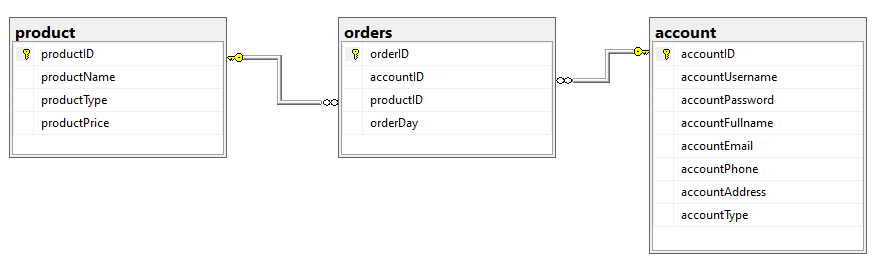 product
productID
productName
productType
productPrice
orders
orderID
accountID
productID
orderDay
account
accountID
accountUsername
accountPassword
accountFullname
accountEmail
accountPhone
accountAddress
accountType